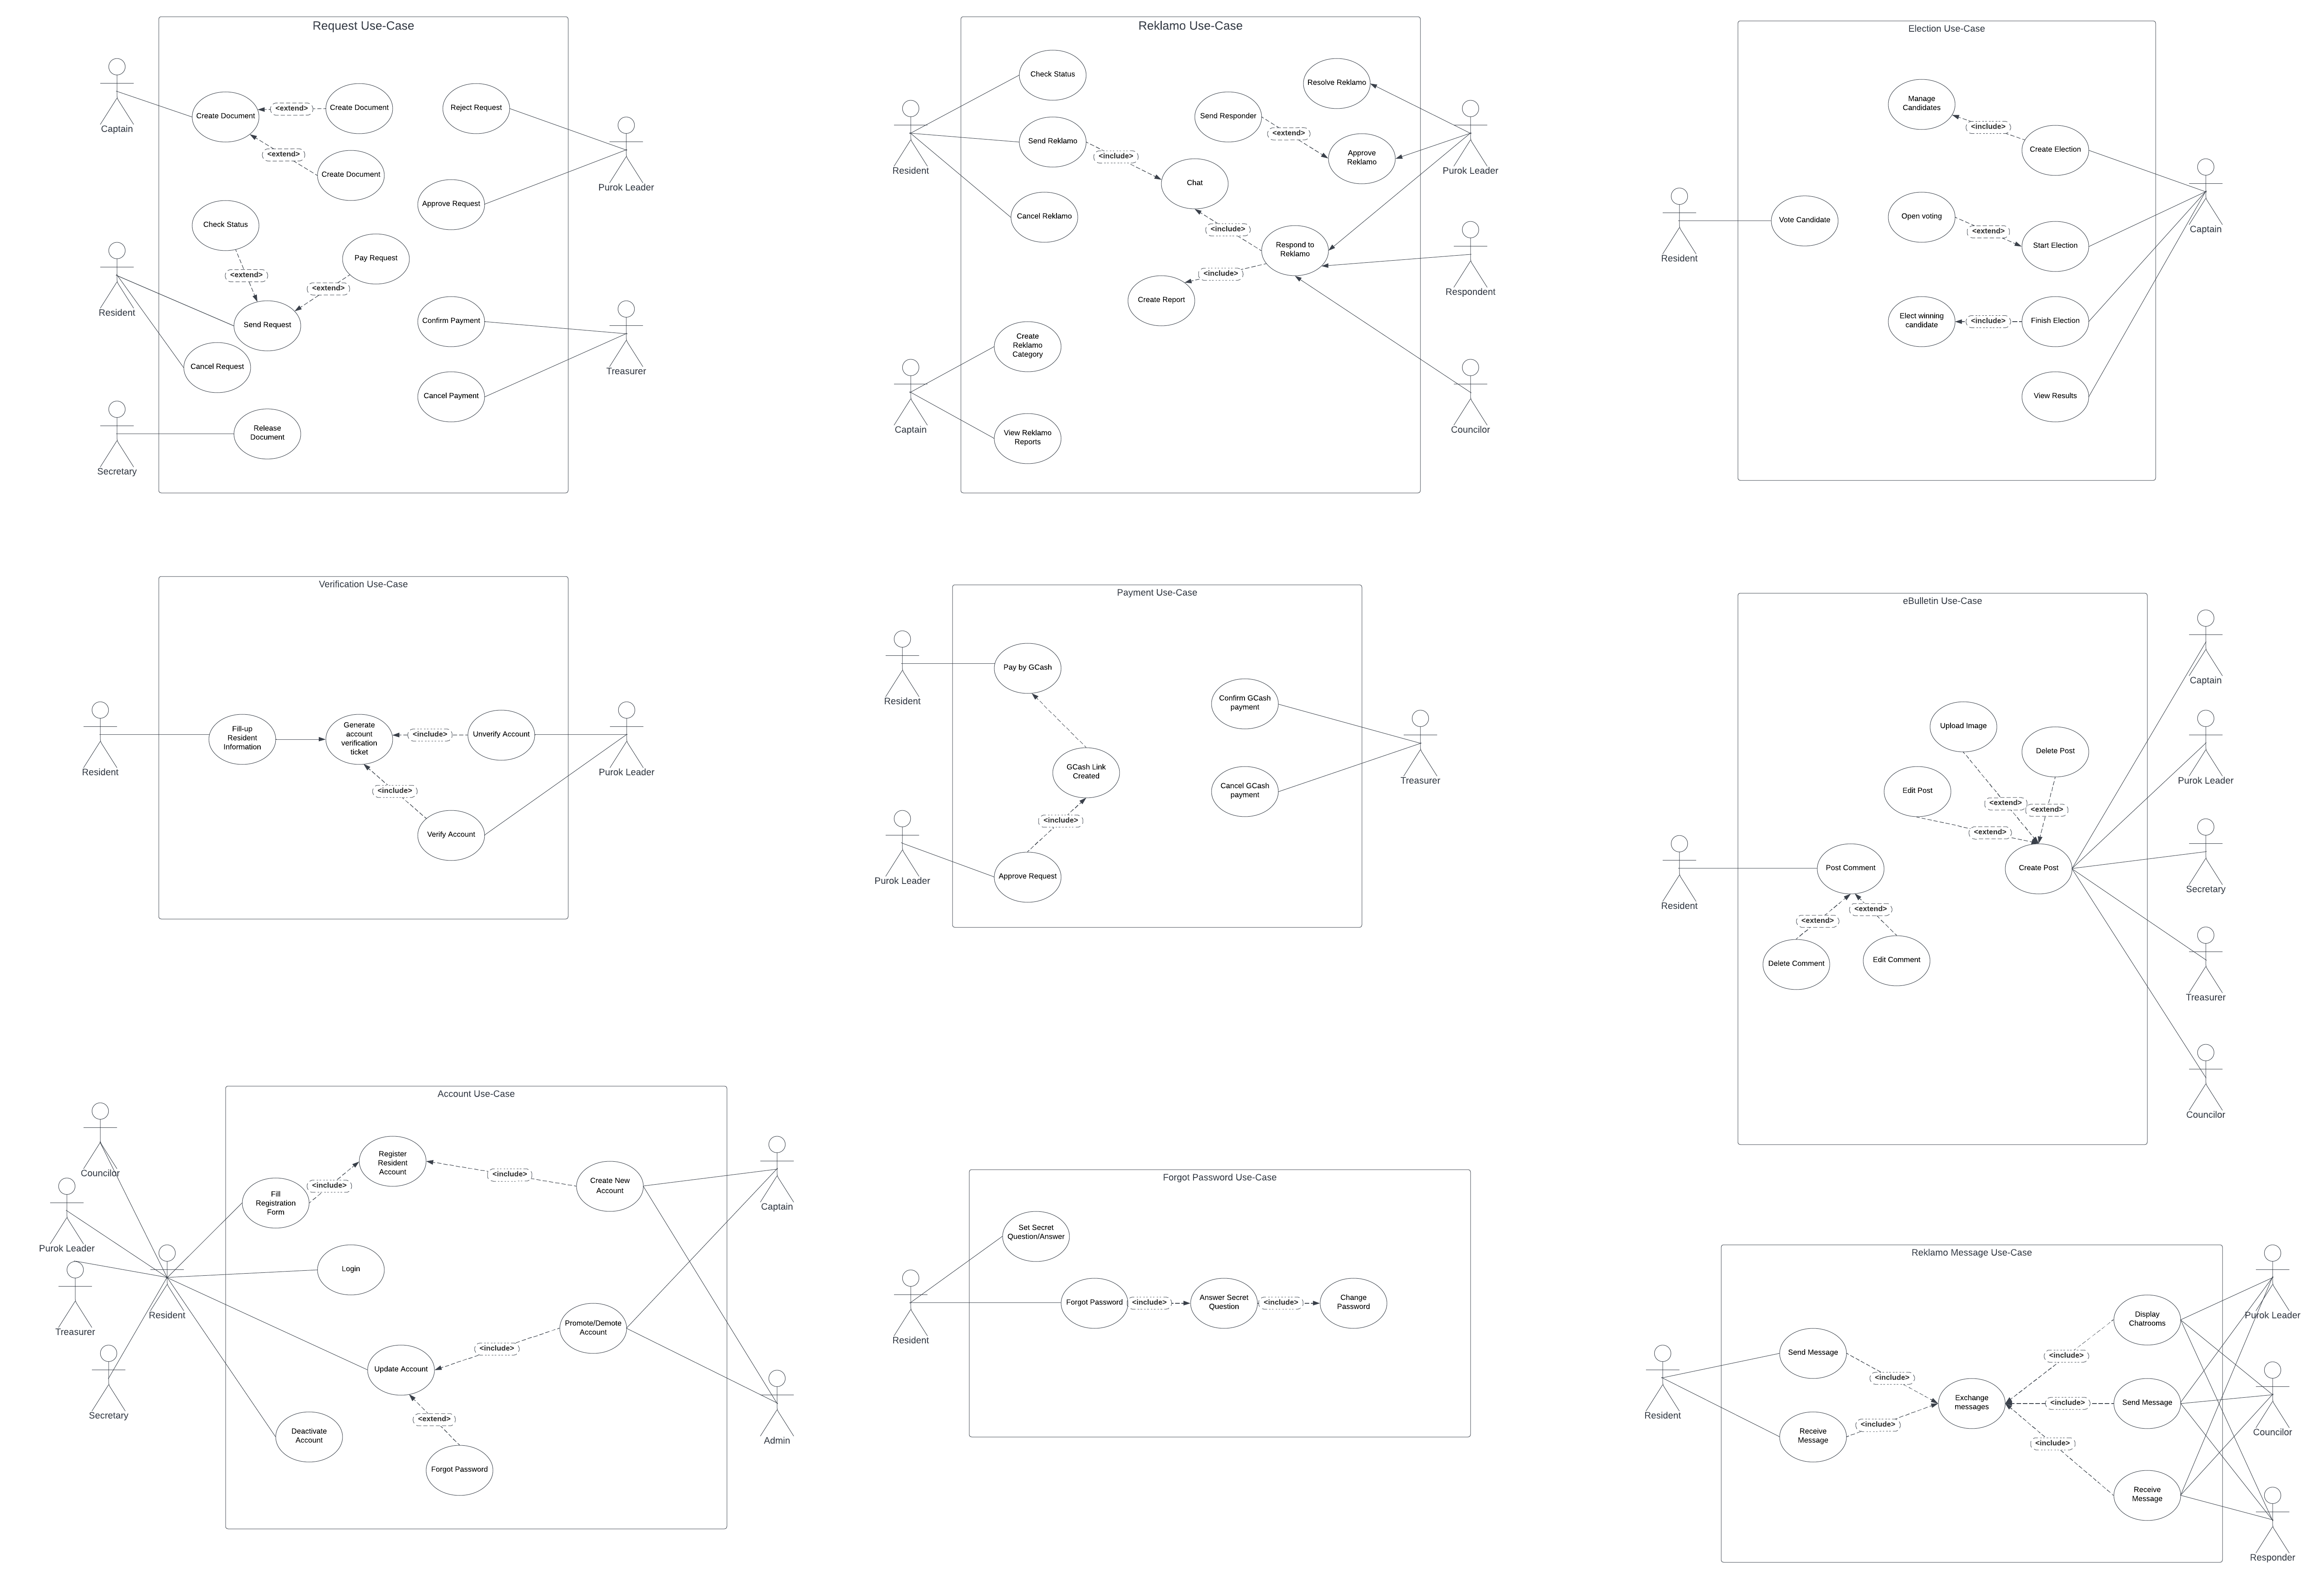 Request Use-Case
Captain
Create Document
<extend>
Create Document
<extend>
Create Document
Reject Request
Approve Request
Purok Leader
Check Status
<extend>
Pay Request
<extend>
Send Request
Resident
Cancel Request
Confirm Payment
Cancel Payment
Treasurer
Release
Document
Secretary
Reklamo Use-Case
Check Status
Resident
Send Reklamo
<include>
Cancel Reklamo
Chat
Send Responder
<extend>
Resolve Reklamo
Approve
Reklamo
Purok Leader
<include>
Respond to
Reklamo
<include>
Create Report
Respondent
Create
Reklamo
Category
Captain
View Reklamo
Reports
Councilor
Election Use-Case
Manage
Candidates
<include>
Create Election
Resident
Vote Candidate
Open voting
<extend>
Start Election
Captain
Elect winning
candidate
<include>
Finish Election
View Results
Verification Use-Case
Resident
Fill-up
Resident
Information
Generate
account
verification
ticket
<include>
Unverify Account
<include>
Verify Account
Purok Leader
Payment Use-Case
Resident
Pay by GCash
Confirm GCash
payment
GCash Link
Created
Cancel GCash
payment
Treasurer
<include>
Approve Request
Purok Leader
eBulletin Use-Case
Captain
Upload Image
Delete Post
Purok Leader
Edit Post
<extend>
<extend>
<extend>
Post Comment
Create Post
Secretary
Resident
<extend>
<extend>
Delete Comment
Edit Comment
Treasurer
Councilor
Account Use-Case
Councilor
Register
Resident
Account
<include>
<include>
Create New
Account
Fill
Registration
Form
Captain
Purok Leader
Login
Resident
Treasurer
Promote/Demote
Account
<include>
Update Account
Secretary
<extend>
Deactivate
Account
Forgot Password
Admin
Forgot Password Use-Case
Set Secret
Question/Answer
Resident
Forgot Password
<include>
Answer Secret
Question
<include>
Change
Password
Reklamo Message Use-Case
Purok Leader
Display
Chatrooms
Send Message
<include>
<include>
Resident
Exchange
messages
<include>
Send Message
Councilor
Receive
Message
<include>
<include>
Receive
Message
Responder